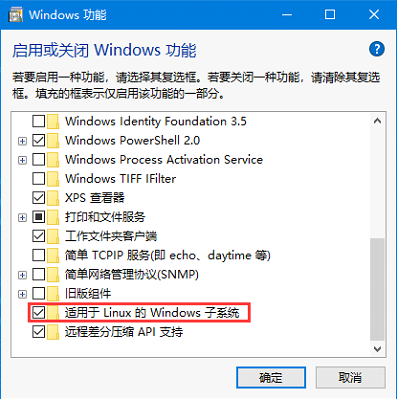 Windows 功能
启用或关闭 Windows 功能
若要启用一种功能，请选择其复选框。若要关闭一种功能，请清除其复选
框。填充的框表示仅启用该功能的一部分。
Windows Identity Foundation 3.5
Windows PowerShell 2.0
Windows Process Activation Service
Windows TIFF IFilter
XPS 查看器
打印和文件服务
工作文件夹客户端
简单 TCPIP 服务(即 echo、daytime 等)
简单网络管理协议(SNMP)
旧版组件
适用于 Linux 的 Windows 子系统
远程差分压缩 API 支持
确定
取消